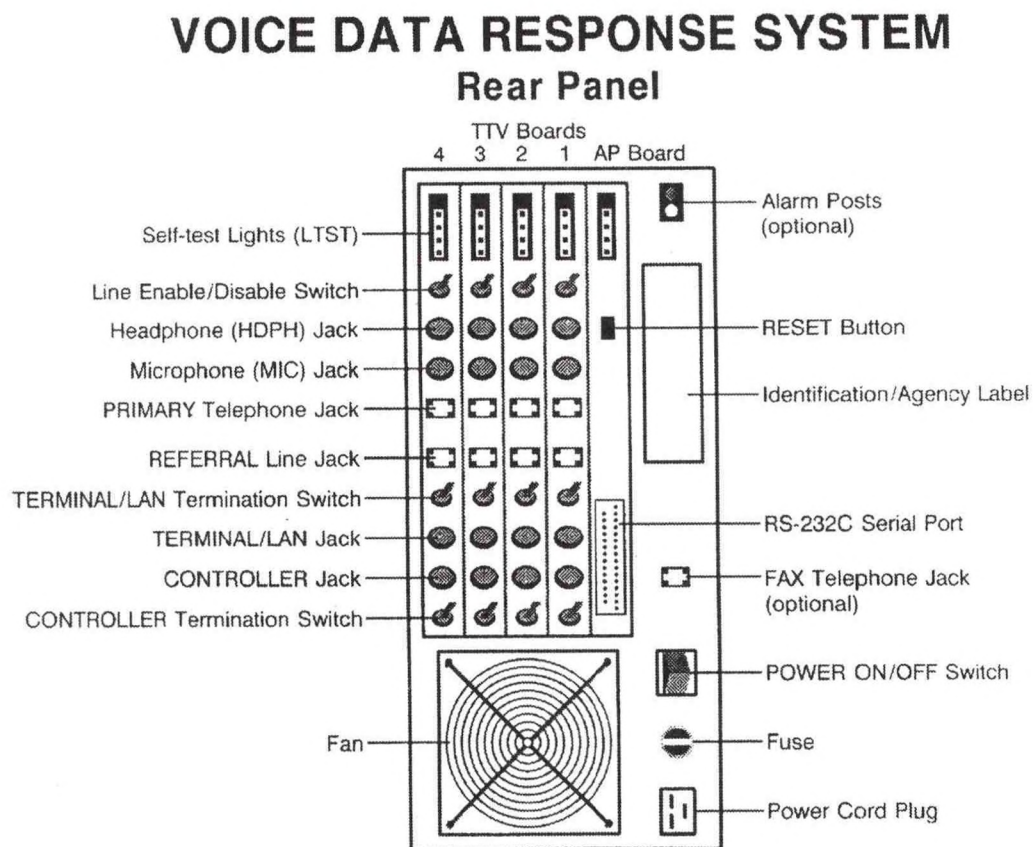 VOICE DATA RESPONSE SYSTEM
Rear Panel
TTV Boards
4 3 2 1 AP Board
Self-test Lights (LTST)
Line Enable/Disable Switch
Headphone (HDPH) Jack
Microphone (MIC) Jack
PRIMARY Telephone Jack
REFERRAL Line Jack
TERMINAL/LAN Termination Switch
TERMINAL/LAN Jack
CONTROLLER Jack
CONTROLLER Termination Switch
Fan
Alarm Posts
(optional)
RESET Button
Identification/Agency Label
RS-232C Serial Port
FAX Telephone Jack
(optional)
POWER ON/OFF Switch
Fuse
Power Cord Plug